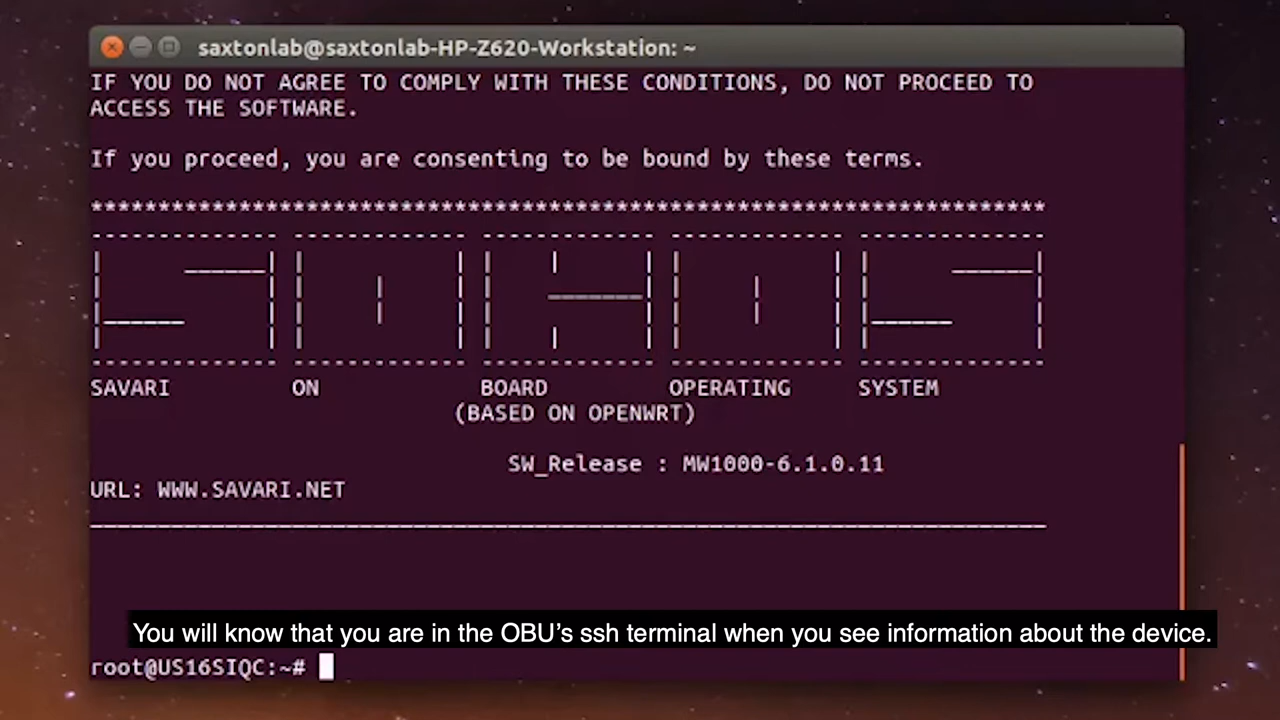 saxtonlab@saxtonlab-HP-Z620-Workstation: ~
IF YOU DO NOT AGREE TO COMPLY WITH THESE CONDITIONS, DO NOT PROCEED TO
ACCESS THE SOFTWARE.
If you proceed, you are consenting to be bound by these terms.
***********************************************************************
SOBOS
SAVARI ON BOARD OPERATING SYSTEM
(BASED ON OPENWRT)
SW_Release : MW1000-6.1.0.11
URL: WWW.SAVARI.NET
You will know that you are in the OBU’s ssh terminal when you see information about the device.
root@US16SIQC:~#